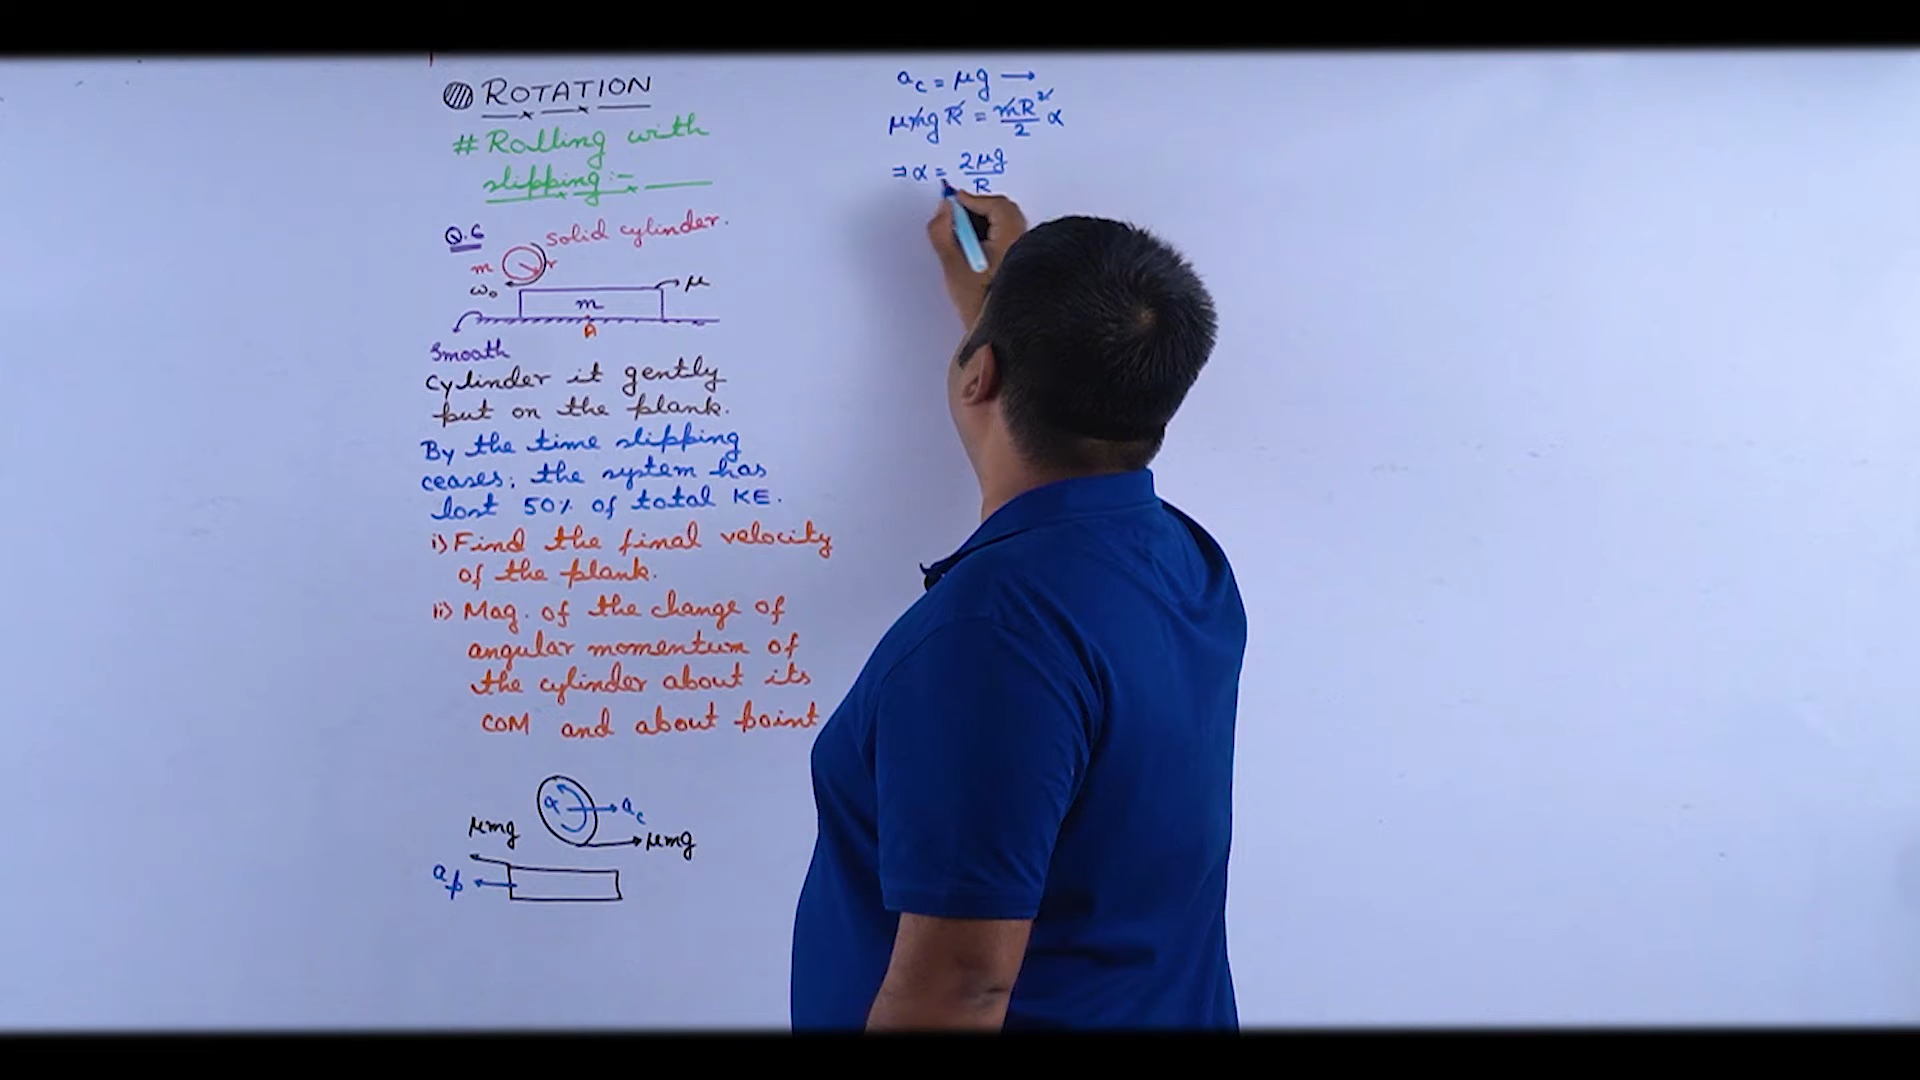 ROTATION
# Rolling with
slipping :-
Q.6 solid cylinder.
m r
ω₀ μ
m
A
Smooth
Cylinder it gently
put on the plank.
By the time slipping
ceases; the system has
lost 50% of total KE.
i) Find the final velocity
of the plank.
ii) Mag. of the change of
angular momentum of
the cylinder about its
COM and about point
α a_c
μmg μmg
a_p
a_c = μg →
μmg R = mR²/2 α
⇒ α = 2μg/R